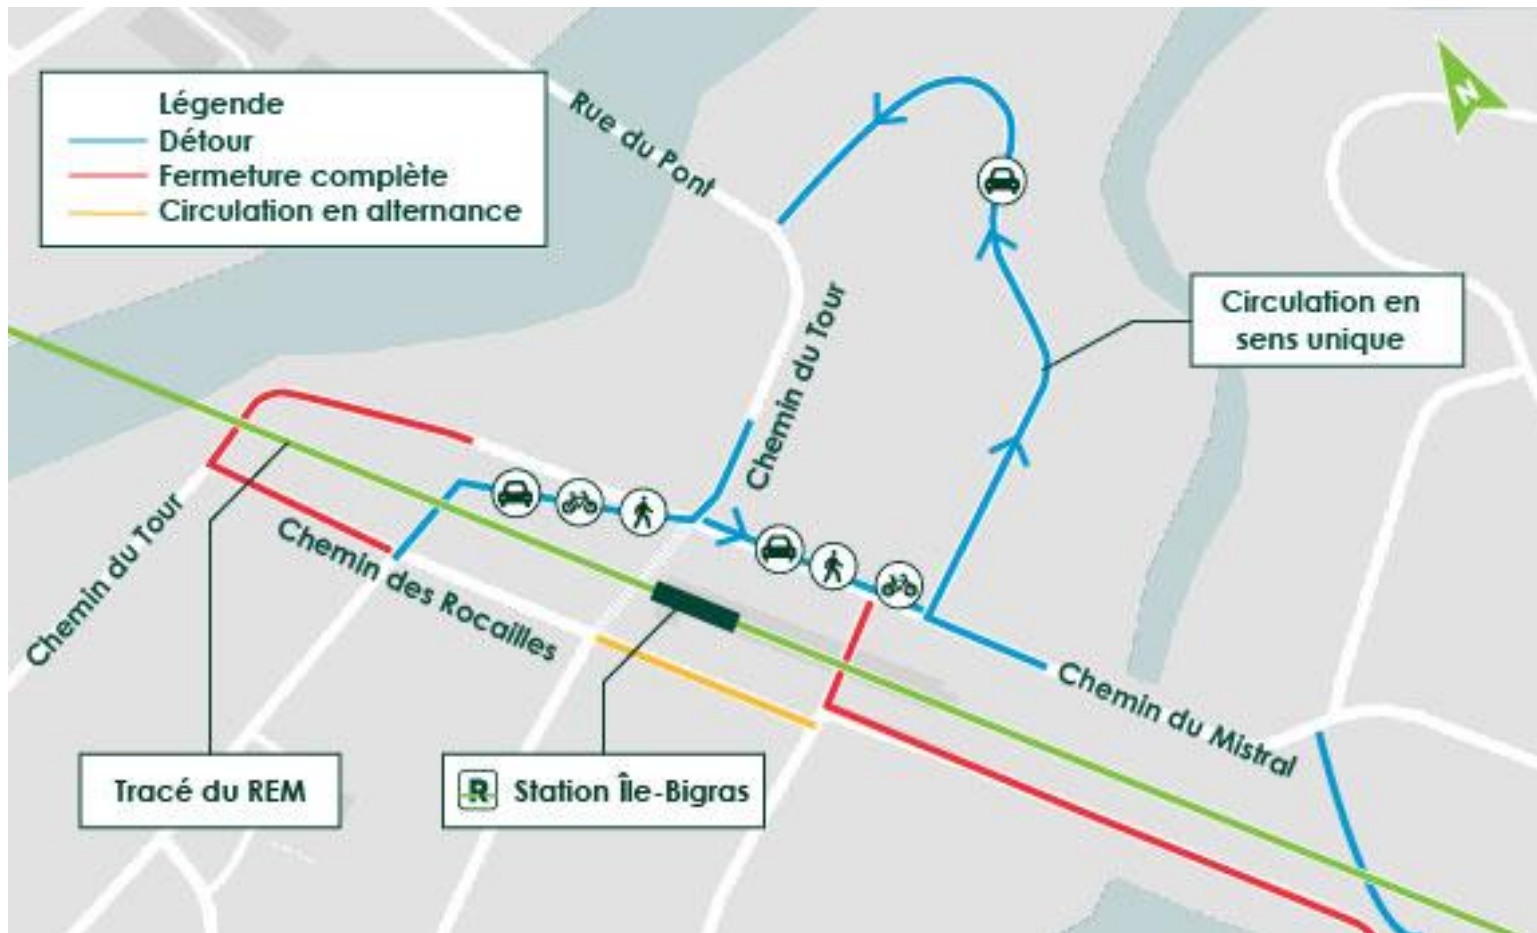 Légende
Détour
Fermeture complète
Circulation en alternance
Rue du Pont
N
Chemin du Tour
Circulation en
sens unique
Chemin du Tour
Chemin des Rocailles
Chemin du Mistral
Tracé du REM
R Station Île-Bigras